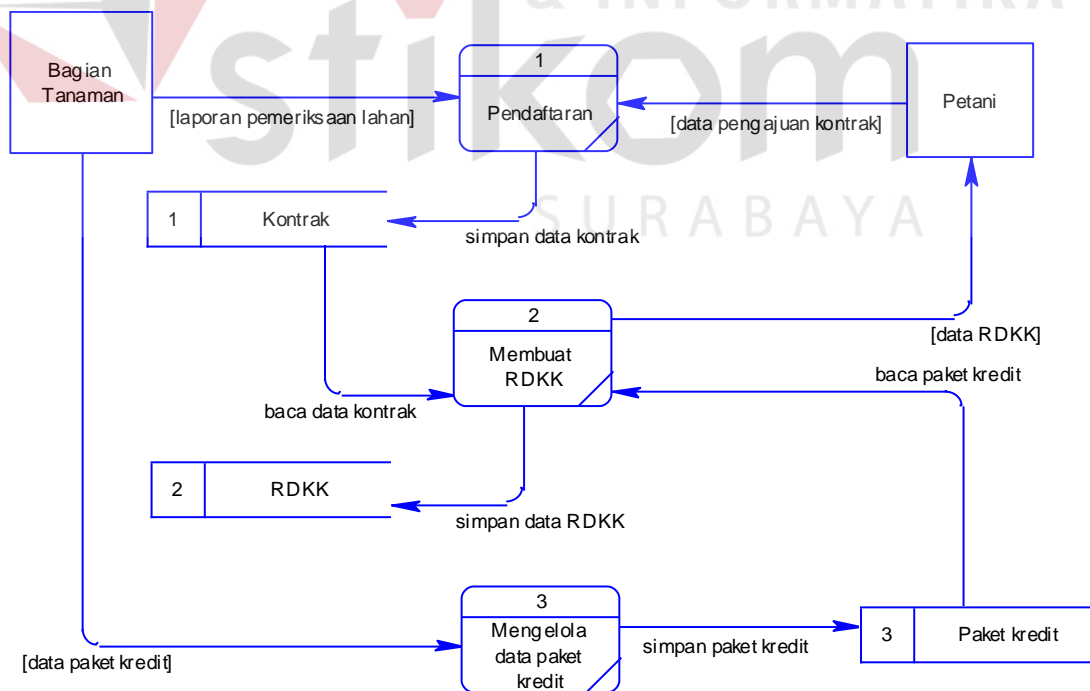 & INFORMATIKA
stikom
SURABAYA
Bagian
Tanaman
[laporan pemeriksaan lahan]
1
Pendaftaran
[data pengajuan kontrak]
Petani
1
Kontrak
simpan data kontrak
2
Membuat
RDKK
[data RDKK]
baca paket kredit
baca data kontrak
2
RDKK
simpan data RDKK
3
Mengelola
data paket
kredit
[data paket kredit]
simpan paket kredit
3
Paket kredit